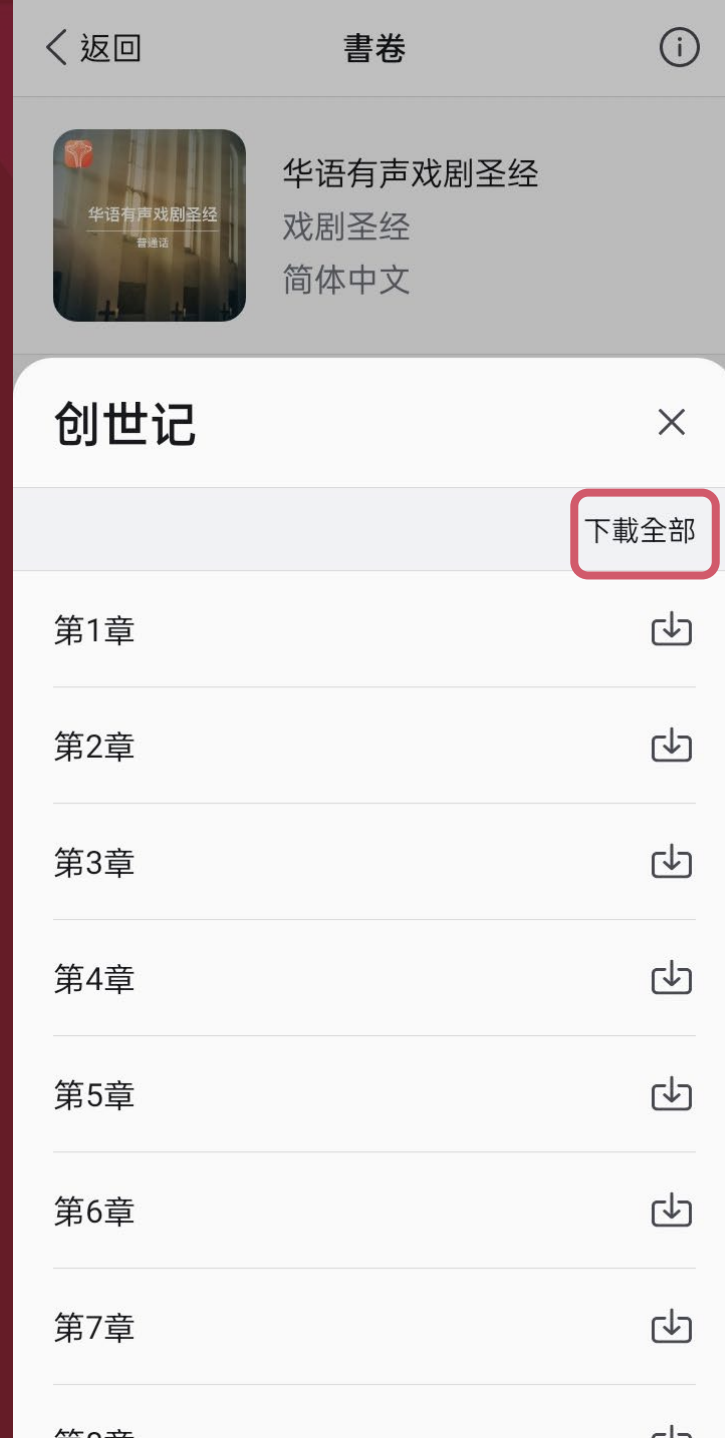 返回
書卷
华语有声戏剧圣经
普通话
华语有声戏剧圣经
戏剧圣经
简体中文
创世记
下載全部
第1章
第2章
第3章
第4章
第5章
第6章
第7章